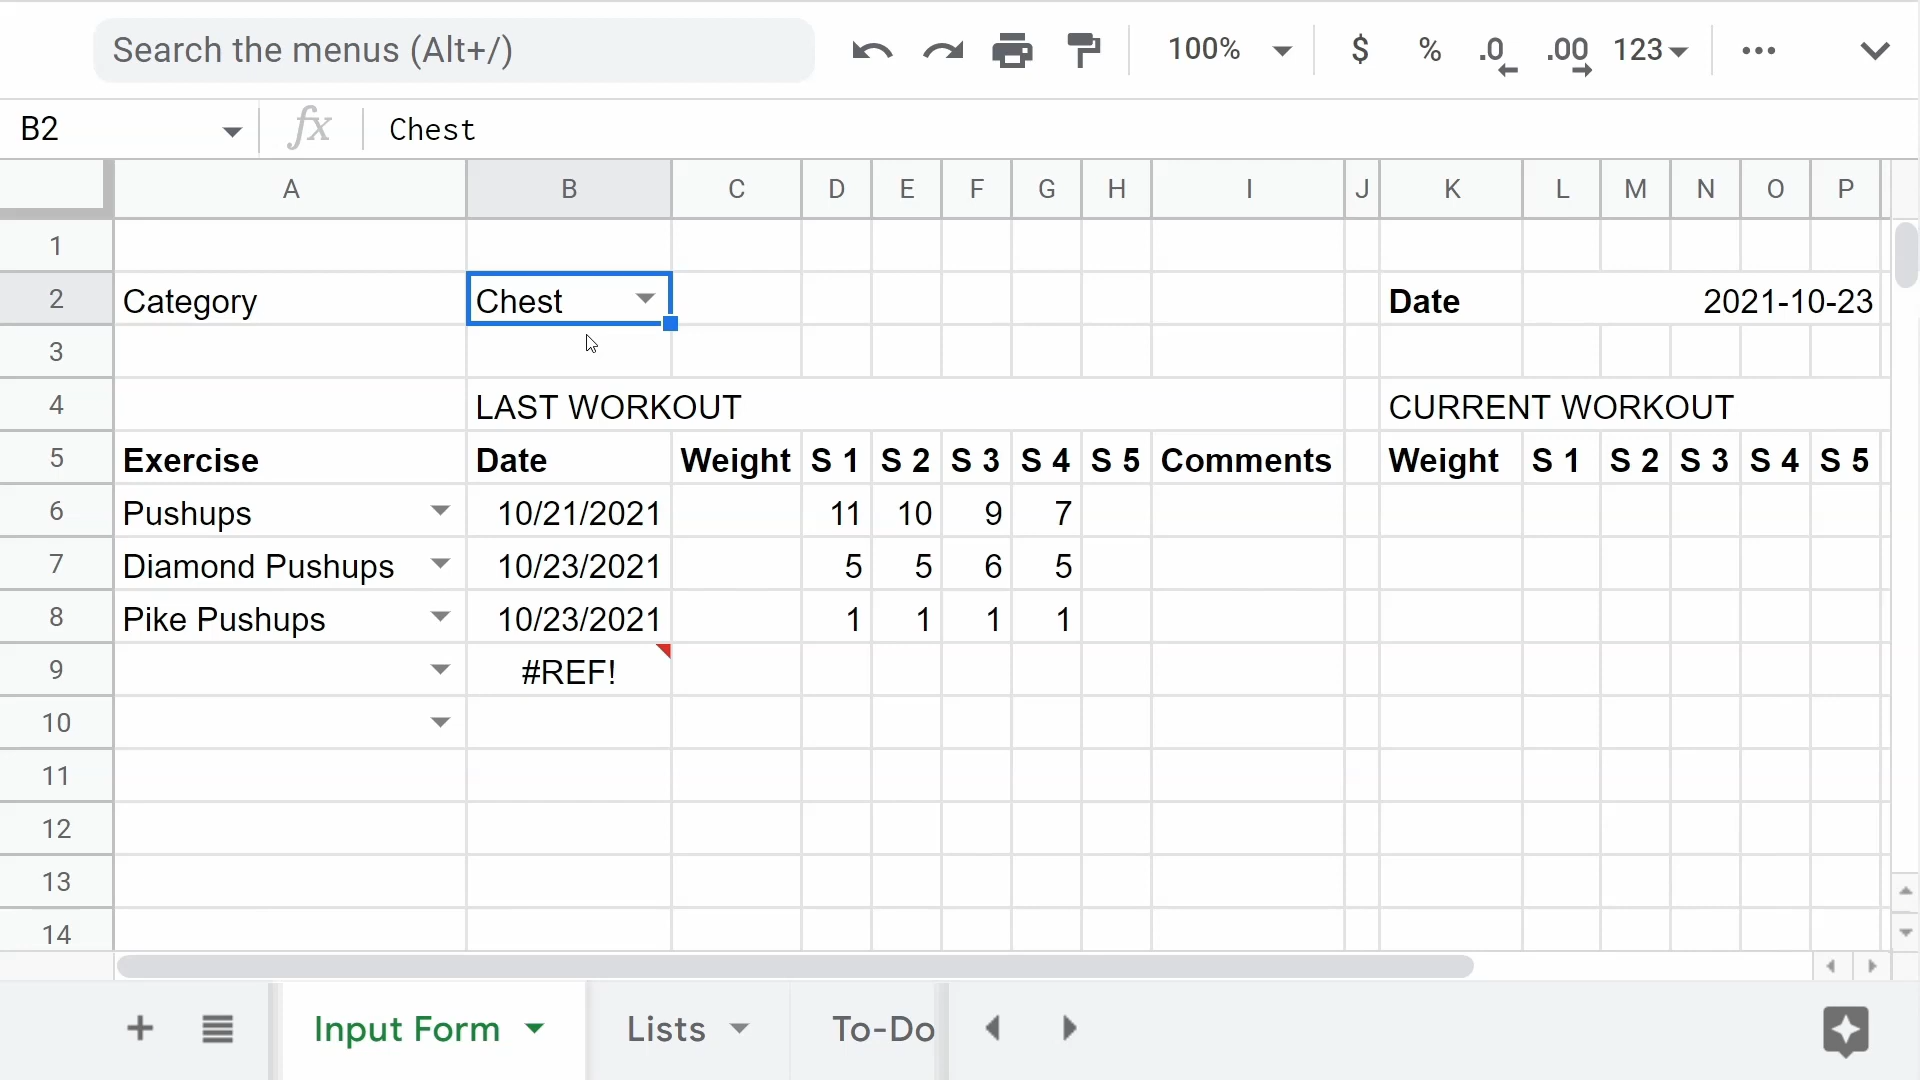 Search the menus (Alt+/) 100% $ % .0 .00 123
B2 fx Chest
A B C D E F G H I J K L M N O P
1
2 Category Chest Date 2021-10-23
3
4 LAST WORKOUT CURRENT WORKOUT
5 Exercise Date Weight S 1 S 2 S 3 S 4 S 5 Comments Weight S 1 S 2 S 3 S 4 S 5
6 Pushups 10/21/2021 11 10 9 7
7 Diamond Pushups 10/23/2021 5 5 6 5
8 Pike Pushups 10/23/2021 1 1 1 1
9 #REF!
10
11
12
13
14
Input Form Lists To-Do